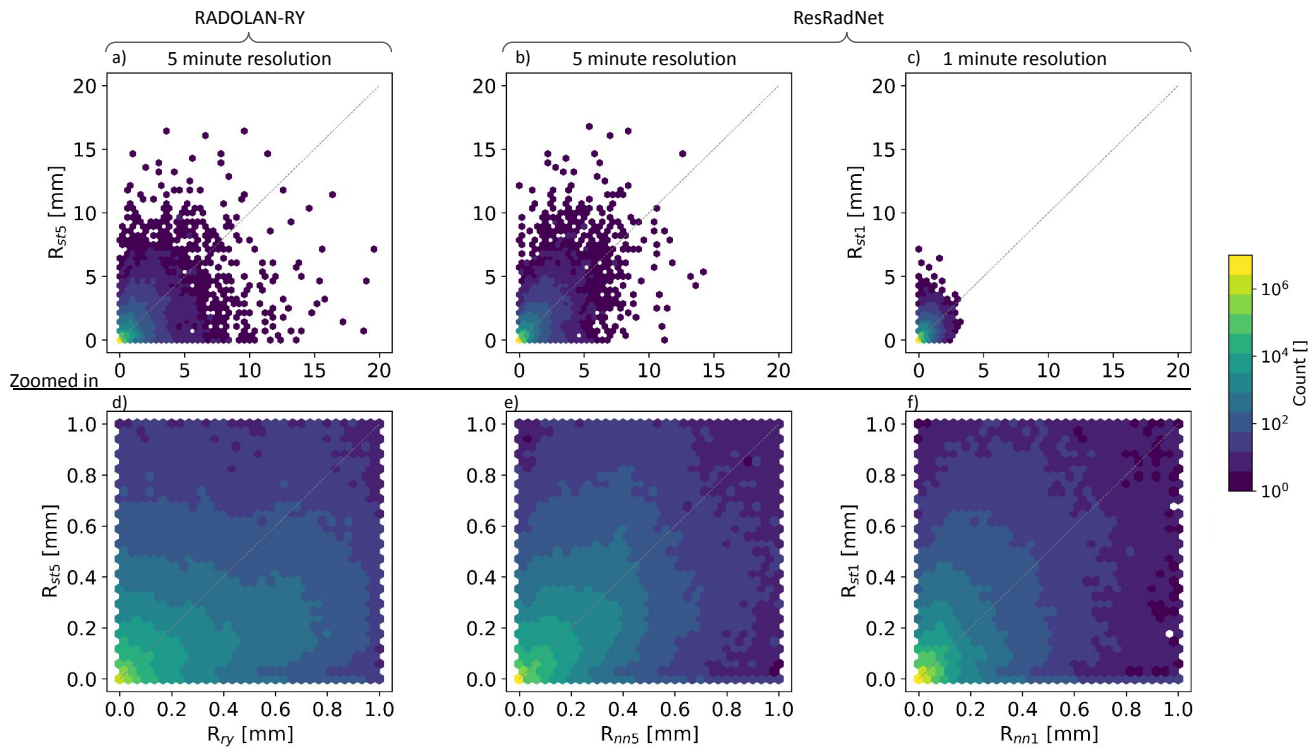 RADOLAN-RY
ResRadNet
a) 5 minute resolution
b) 5 minute resolution
c) 1 minute resolution
20
15
10
5
0
R_st5 [mm]
0 5 10 15 20
20
15
10
5
0
R_st5 [mm]
0 5 10 15 20
20
15
10
5
0
R_st1 [mm]
0 5 10 15 20
Zoomed in
d)
e)
f)
1.0
0.8
0.6
0.4
0.2
0.0
R_st5 [mm]
0.0 0.2 0.4 0.6 0.8 1.0
R_ry [mm]
1.0
0.8
0.6
0.4
0.2
0.0
0.0 0.2 0.4 0.6 0.8 1.0
R_nn5 [mm]
1.0
0.8
0.6
0.4
0.2
0.0
R_st1 [mm]
0.0 0.2 0.4 0.6 0.8 1.0
R_nn1 [mm]
10^6
10^4
10^2
10^0
Count []